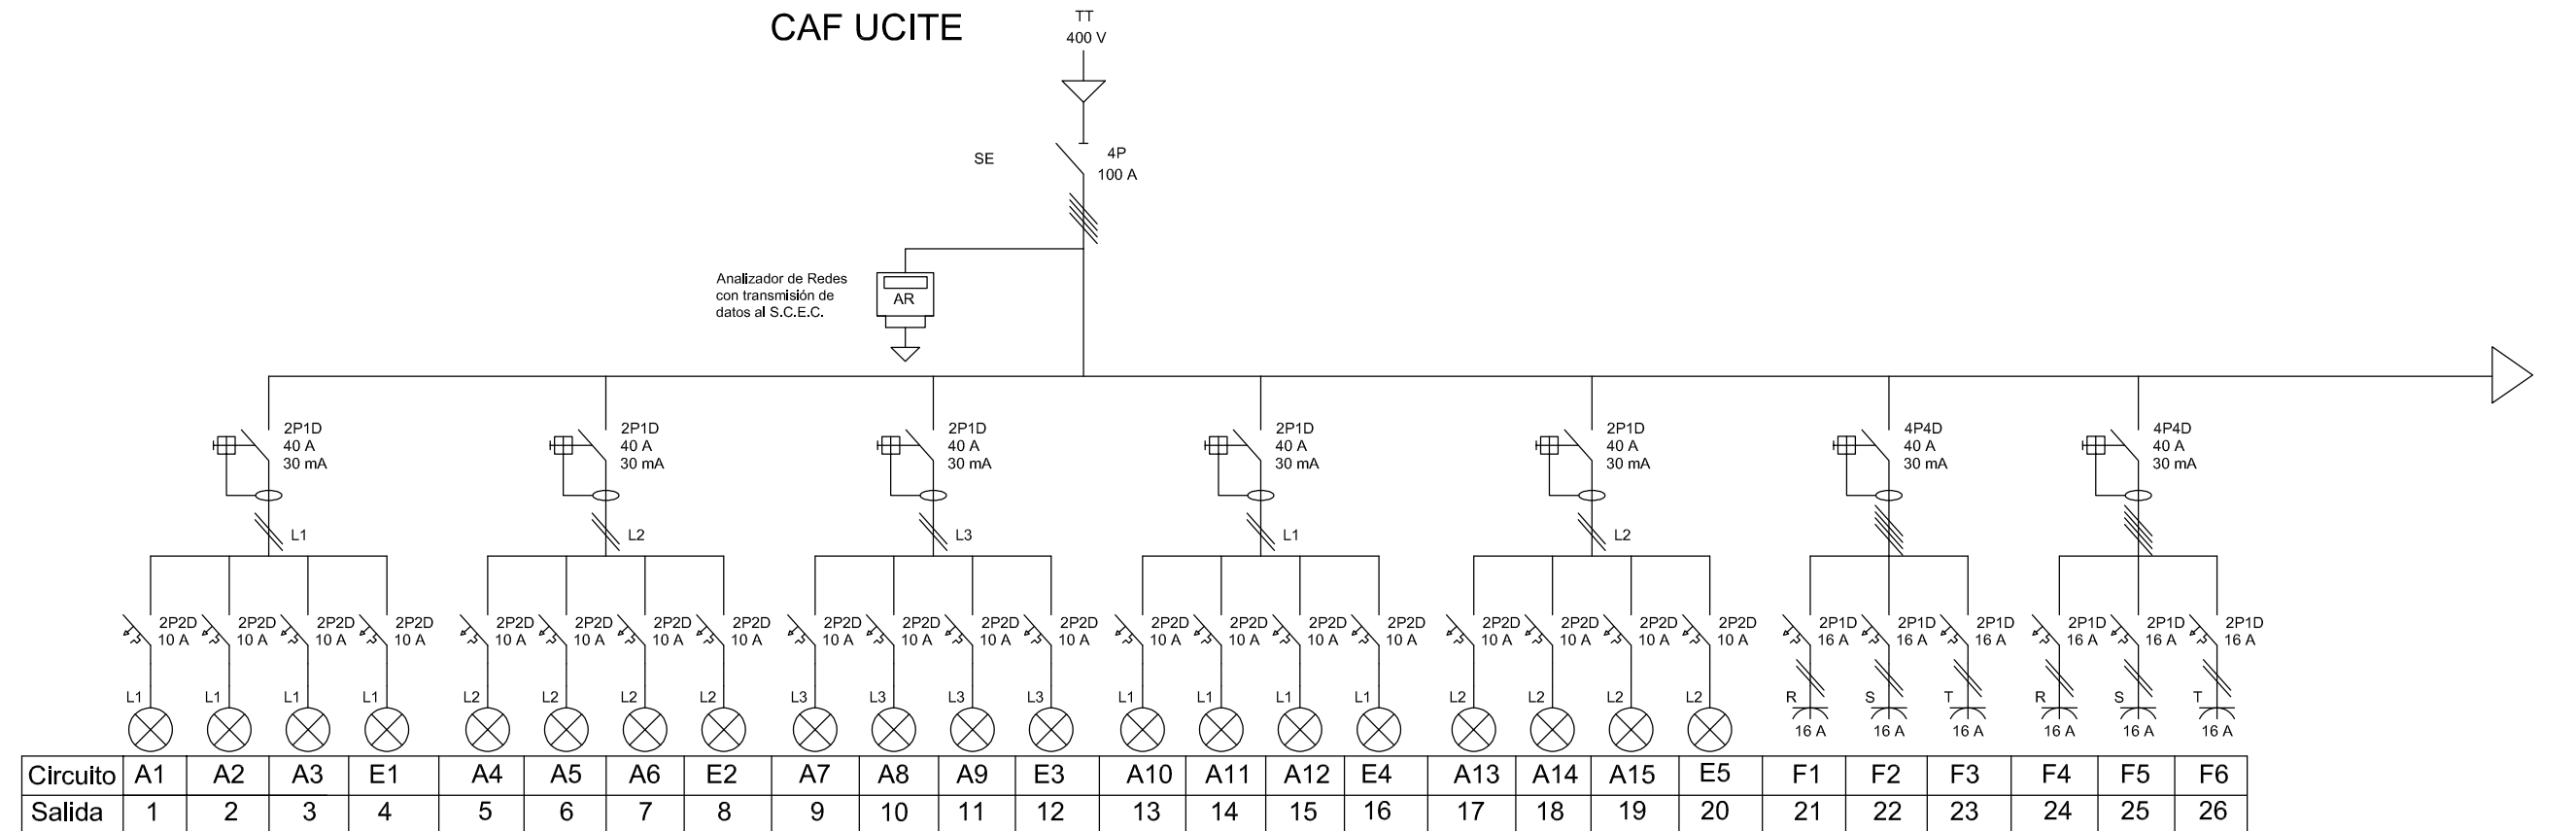 CAF UCITE
TT
400 V
SE
4P
100 A
Analizador de Redes
con transmisión de
datos al S.C.E.C.
AR
2P1D
40 A
30 mA
2P1D
40 A
30 mA
2P1D
40 A
30 mA
2P1D
40 A
30 mA
2P1D
40 A
30 mA
4P4D
40 A
30 mA
4P4D
40 A
30 mA
L1
L2
L3
L1
L2
2P2D 2P2D 2P2D 2P2D 2P2D 2P2D 2P2D 2P2D 2P2D 2P2D 2P2D 2P2D 2P2D 2P2D 2P2D 2P2D 2P2D 2P2D 2P2D 2P2D 2P1D 2P1D 2P1D 2P1D 2P1D 2P1D
10 A 10 A 10 A 10 A 10 A 10 A 10 A 10 A 10 A 10 A 10 A 10 A 10 A 10 A 10 A 10 A 10 A 10 A 10 A 10 A 16 A 16 A 16 A 16 A 16 A 16 A
L1 L1 L1 L1 L2 L2 L2 L2 L3 L3 L3 L3 L1 L1 L1 L1 L2 L2 L2 L2 R S T R S T
16 A 16 A 16 A 16 A 16 A 16 A
Circuito A1 A2 A3 E1 A4 A5 A6 E2 A7 A8 A9 E3 A10 A11 A12 E4 A13 A14 A15 E5 F1 F2 F3 F4 F5 F6
Salida 1 2 3 4 5 6 7 8 9 10 11 12 13 14 15 16 17 18 19 20 21 22 23 24 25 26